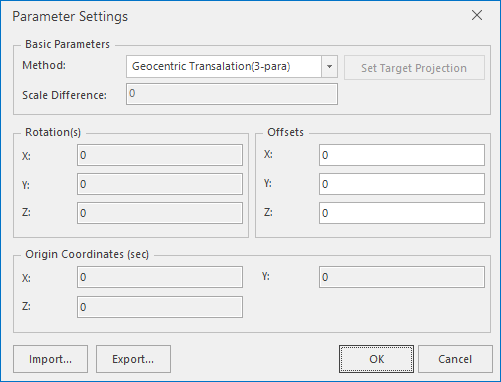 Parameter Settings
Basic Parameters
Method: Geocentric Transalation(3-para) Set Target Projection
Scale Difference: 0
Rotation(s)
X: 0
Y: 0
Z: 0
Offsets
X: 0
Y: 0
Z: 0
Origin Coordinates (sec)
X: 0 Y: 0
Z: 0
Import... Export... OK Cancel